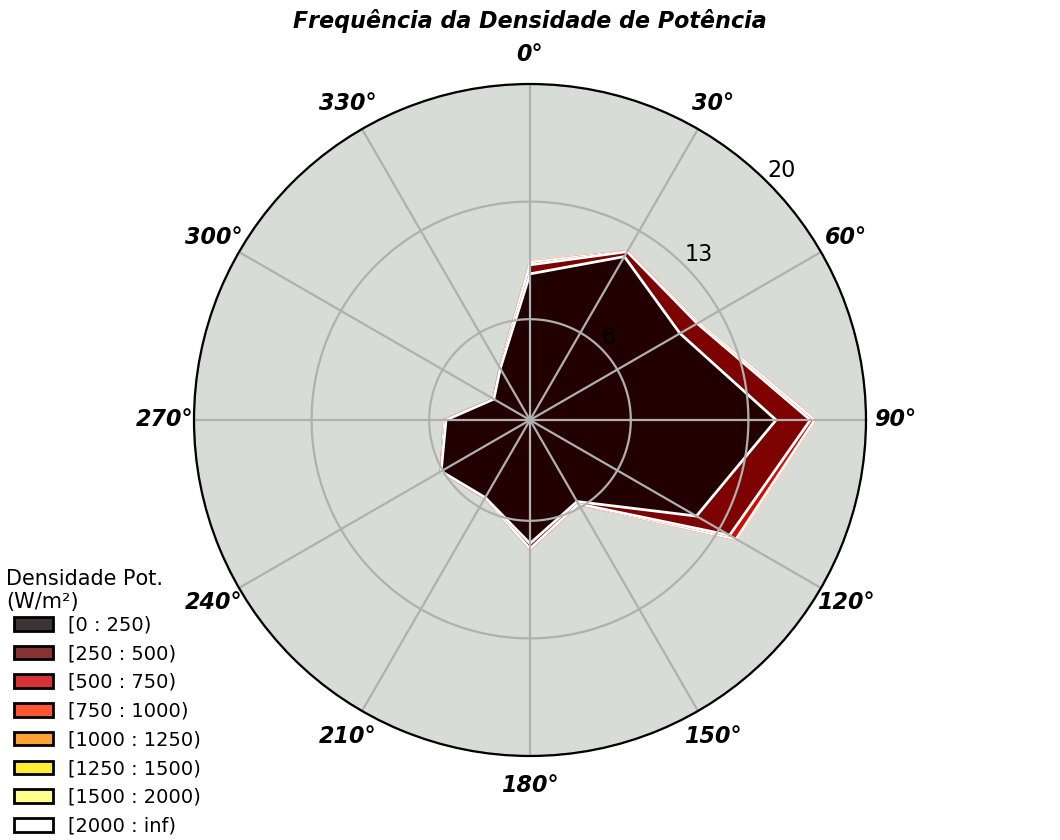 Frequência da Densidade de Potência
0°
30°
60°
90°
120°
150°
180°
210°
240°
270°
300°
330°
6
13
20
Densidade Pot.
(W/m²)
[0 : 250)
[250 : 500)
[500 : 750)
[750 : 1000)
[1000 : 1250)
[1250 : 1500)
[1500 : 2000)
[2000 : inf)